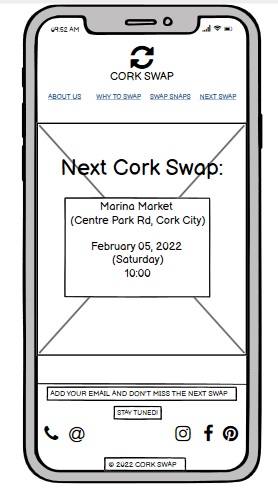 09:52 AM
CORK SWAP
ABOUT US WHY TO SWAP SWAP SNAPS NEXT SWAP
Next Cork Swap:
Marina Market
(Centre Park Rd, Cork City)
February 05, 2022
(Saturday)
10:00
ADD YOUR EMAIL AND DON'T MISS THE NEXT SWAP
STAY TUNED!
@
© 2022 CORK SWAP